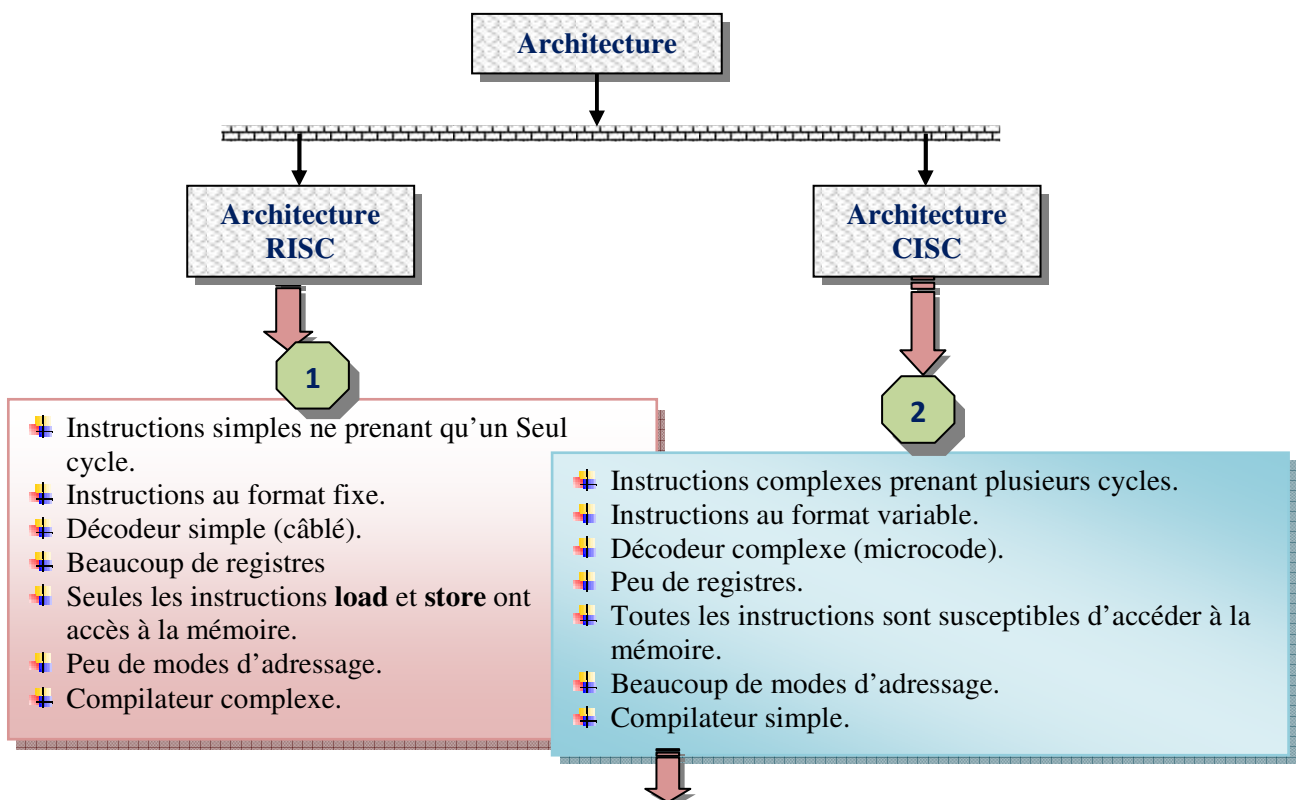 Architecture
Architecture
RISC
Architecture
CISC
1
Instructions simples ne prenant qu'un Seul
cycle.
Instructions au format fixe.
Décodeur simple (câblé).
Beaucoup de registres
Seules les instructions load et store ont
accès à la mémoire.
Peu de modes d'adressage.
Compilateur complexe.
2
Instructions complexes prenant plusieurs cycles.
Instructions au format variable.
Décodeur complexe (microcode).
Peu de registres.
Toutes les instructions sont susceptibles d'accéder à la
mémoire.
Beaucoup de modes d'adressage.
Compilateur simple.